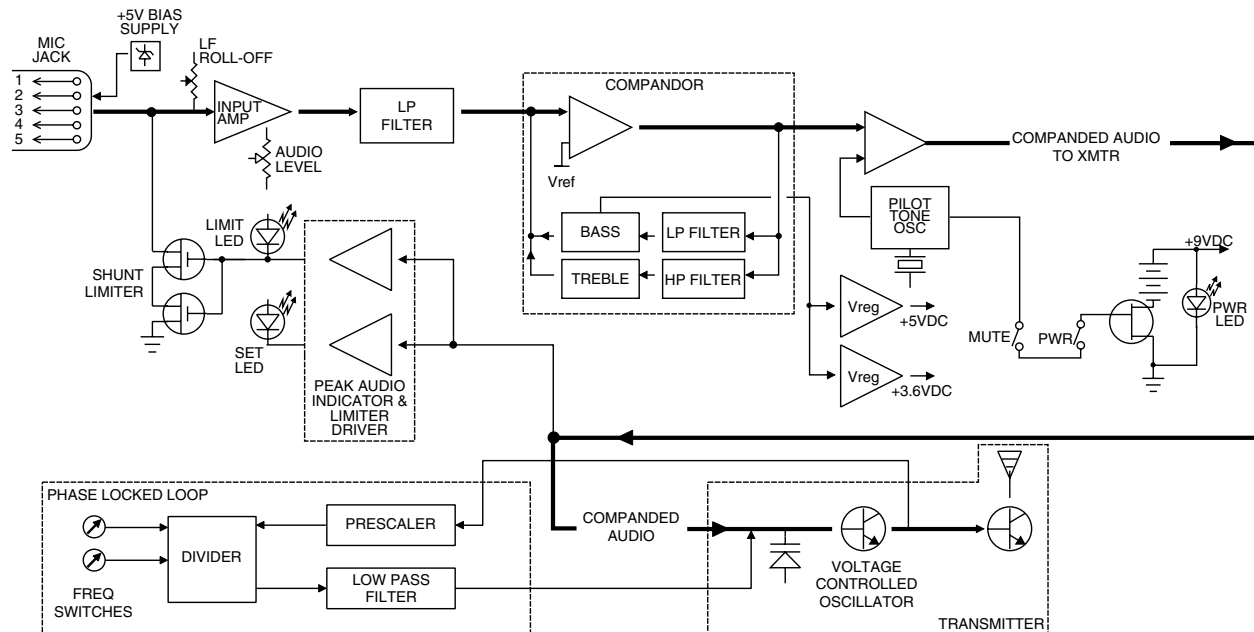 +5V BIAS
SUPPLY
MIC
JACK
1
2
3
4
5
LF
ROLL-OFF
INPUT
AMP
AUDIO
LEVEL
LP
FILTER
COMPANDOR
Vref
BASS
LP FILTER
TREBLE
HP FILTER
COMPANDED AUDIO
TO XMTR
PILOT
TONE
OSC
+9VDC
PWR
LED
MUTE
PWR
Vreg
+5VDC
Vreg
+3.6VDC
LIMIT
LED
SHUNT
LIMITER
SET
LED
PEAK AUDIO
INDICATOR &
LIMITER
DRIVER
PHASE LOCKED LOOP
FREQ
SWITCHES
DIVIDER
PRESCALER
LOW PASS
FILTER
COMPANDED
AUDIO
VOLTAGE
CONTROLLED
OSCILLATOR
TRANSMITTER